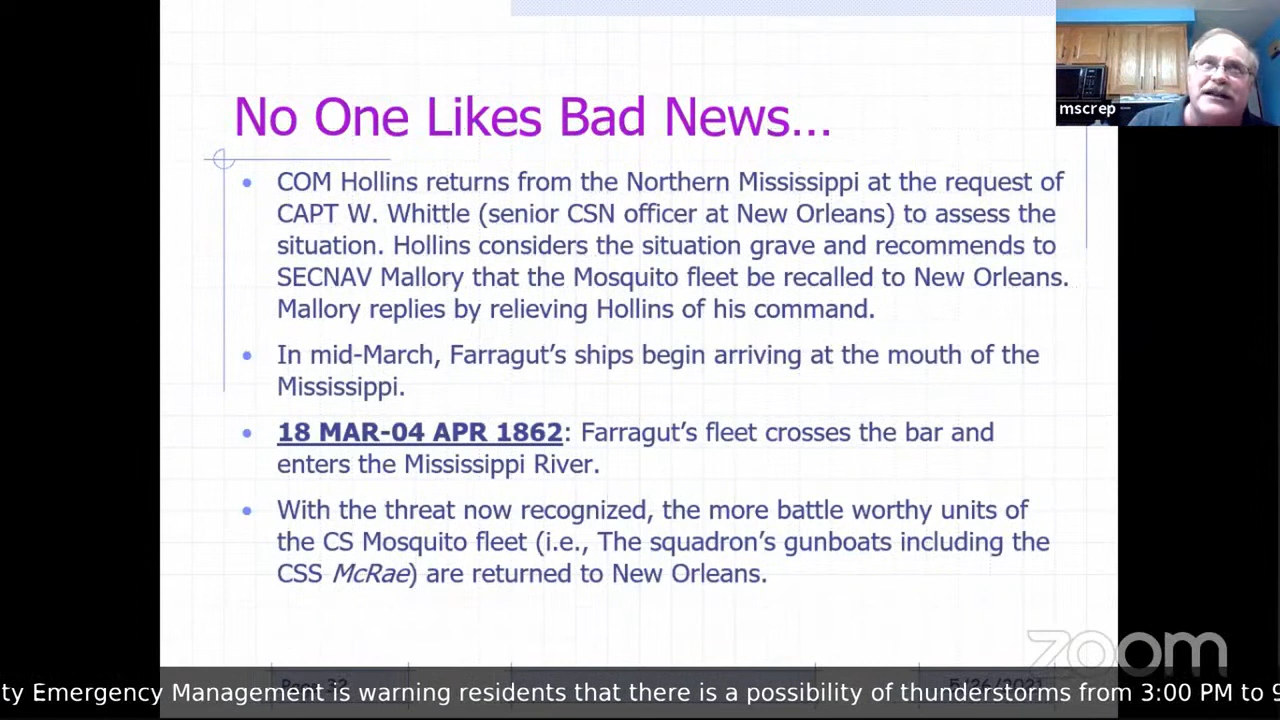 No One Likes Bad News...
mscrep
COM Hollins returns from the Northern Mississippi at the request of
CAPT W. Whittle (senior CSN officer at New Orleans) to assess the
situation. Hollins considers the situation grave and recommends to
SECNAV Mallory that the Mosquito fleet be recalled to New Orleans.
Mallory replies by relieving Hollins of his command.
In mid-March, Farragut's ships begin arriving at the mouth of the
Mississippi.
18 MAR-04 APR 1862: Farragut's fleet crosses the bar and
enters the Mississippi River.
With the threat now recognized, the more battle worthy units of
the CS Mosquito fleet (i.e., The squadron's gunboats including the
CSS McRae) are returned to New Orleans.
zoom
ty Emergency Management is warning residents that there is a possibility of thunderstorms from 3:00 PM to 9
5/26/2021